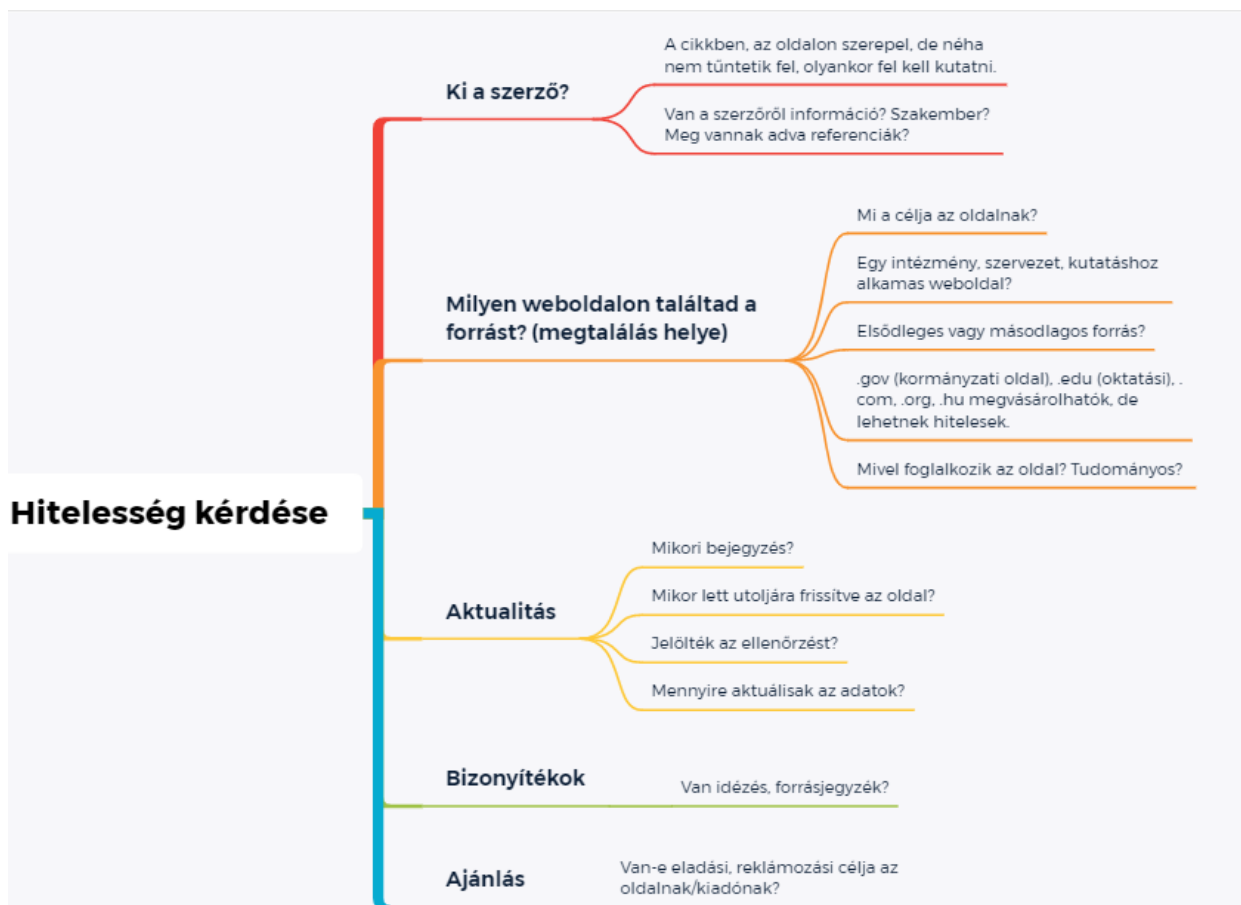 Hitelesség kérdése
Ki a szerző?
A cikkben, az oldalon szerepel, de néha
nem tűntetik fel, olyankor fel kell kutatni.
Van a szerzőről információ? Szakember?
Meg vannak adva referenciák?
Milyen weboldalon találtad a
forrást? (megtalálás helye)
Mi a célja az oldalnak?
Egy intézmény, szervezet, kutatáshoz
alkamas weboldal?
Elsődleges vagy másodlagos forrás?
.gov (kormányzati oldal), .edu (oktatási), .
com, .org, .hu megvásárolhatók, de
lehetnek hitelesek.
Mivel foglalkozik az oldal? Tudományos?
Aktualitás
Mikori bejegyzés?
Mikor lett utoljára frissítve az oldal?
Jelölték az ellenőrzést?
Mennyire aktuálisak az adatok?
Bizonyítékok
Van idézés, forrásjegyzék?
Ajánlás
Van-e eladási, reklámozási célja az
oldalnak/kiadónak?